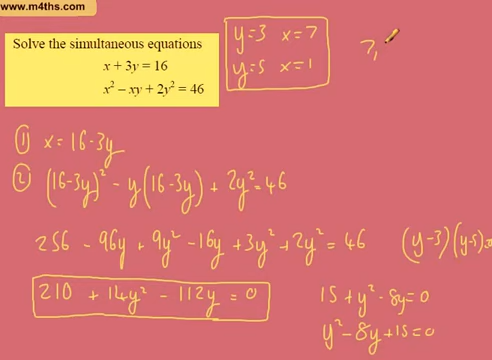 www.m4ths.com
Solve the simultaneous equations
x + 3y = 16
x² − xy + 2y² = 46
y=3 x=7
y=5 x=1
7,
① x = 16-3y
② (16-3y)² - y(16-3y) + 2y² = 46
256 - 96y + 9y² - 16y + 3y² + 2y² = 46
(y-3)(y-5)=0
210 + 14y² - 112y = 0
15 + y² - 8y = 0
y² - 8y + 15 = 0